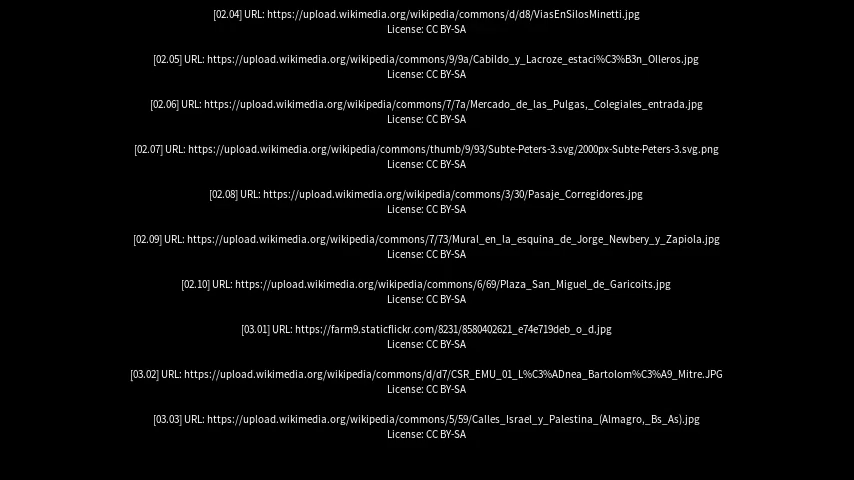 [02.04] URL: https://upload.wikimedia.org/wikipedia/commons/d/d8/ViasEnSilosMinetti.jpg
License: CC BY-SA
[02.05] URL: https://upload.wikimedia.org/wikipedia/commons/9/9a/Cabildo_y_Lacroze_estaci%C3%B3n_Olleros.jpg
License: CC BY-SA
[02.06] URL: https://upload.wikimedia.org/wikipedia/commons/7/7a/Mercado_de_las_Pulgas,_Colegiales_entrada.jpg
License: CC BY-SA
[02.07] URL: https://upload.wikimedia.org/wikipedia/commons/thumb/9/93/Subte-Peters-3.svg/2000px-Subte-Peters-3.svg.png
License: CC BY-SA
[02.08] URL: https://upload.wikimedia.org/wikipedia/commons/3/30/Pasaje_Corregidores.jpg
License: CC BY-SA
[02.09] URL: https://upload.wikimedia.org/wikipedia/commons/7/73/Mural_en_la_esquina_de_Jorge_Newbery_y_Zapiola.jpg
License: CC BY-SA
[02.10] URL: https://upload.wikimedia.org/wikipedia/commons/6/69/Plaza_San_Miguel_de_Garicoits.jpg
License: CC BY-SA
[03.01] URL: https://farm9.staticflickr.com/8231/8580402621_e74e719deb_o_d.jpg
License: CC BY-SA
[03.02] URL: https://upload.wikimedia.org/wikipedia/commons/d/d7/CSR_EMU_01_L%C3%ADnea_Bartolom%C3%A9_Mitre.JPG
License: CC BY-SA
[03.03] URL: https://upload.wikimedia.org/wikipedia/commons/5/59/Calles_Israel_y_Palestina_(Almagro,_Bs_As).jpg
License: CC BY-SA